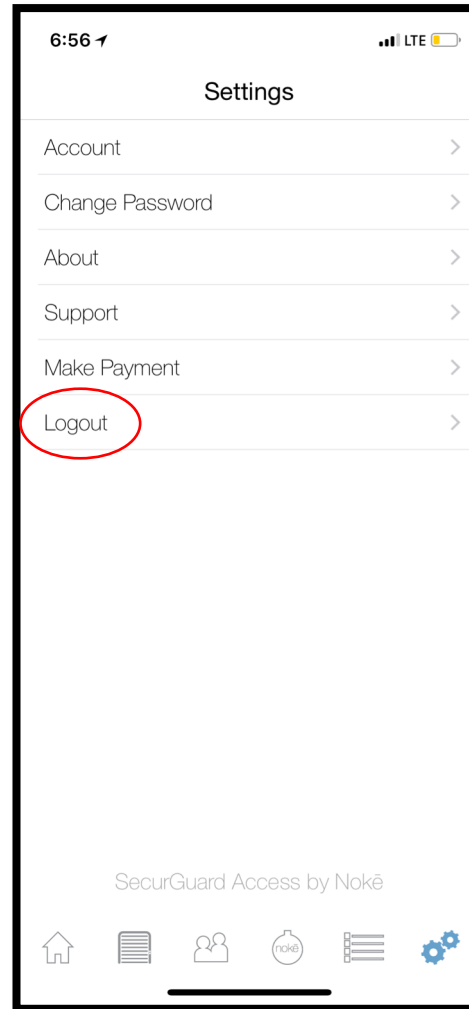 6:56 LTE
Settings
Account
Change Password
About
Support
Make Payment
Logout
SecurGuard Access by Nokē
nokē